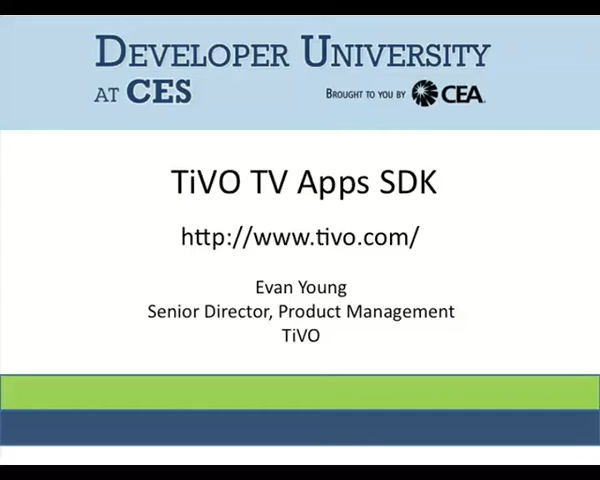 DEVELOPER UNIVERSITY
AT CES
BROUGHT TO YOU BY CEA
TiVO TV Apps SDK
http://www.tivo.com/
Evan Young
Senior Director, Product Management
TiVO